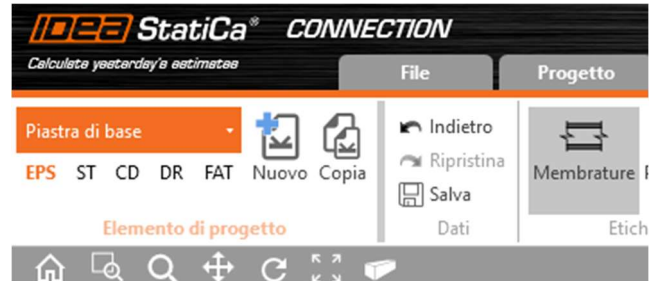 IDEA StatiCa® CONNECTION
Calculate yesterday's estimates
File Progetto
Piastra di base
EPS ST CD DR FAT
Nuovo Copia
Elemento di progetto
Indietro
Ripristina
Salva
Dati
Membrature
Etich